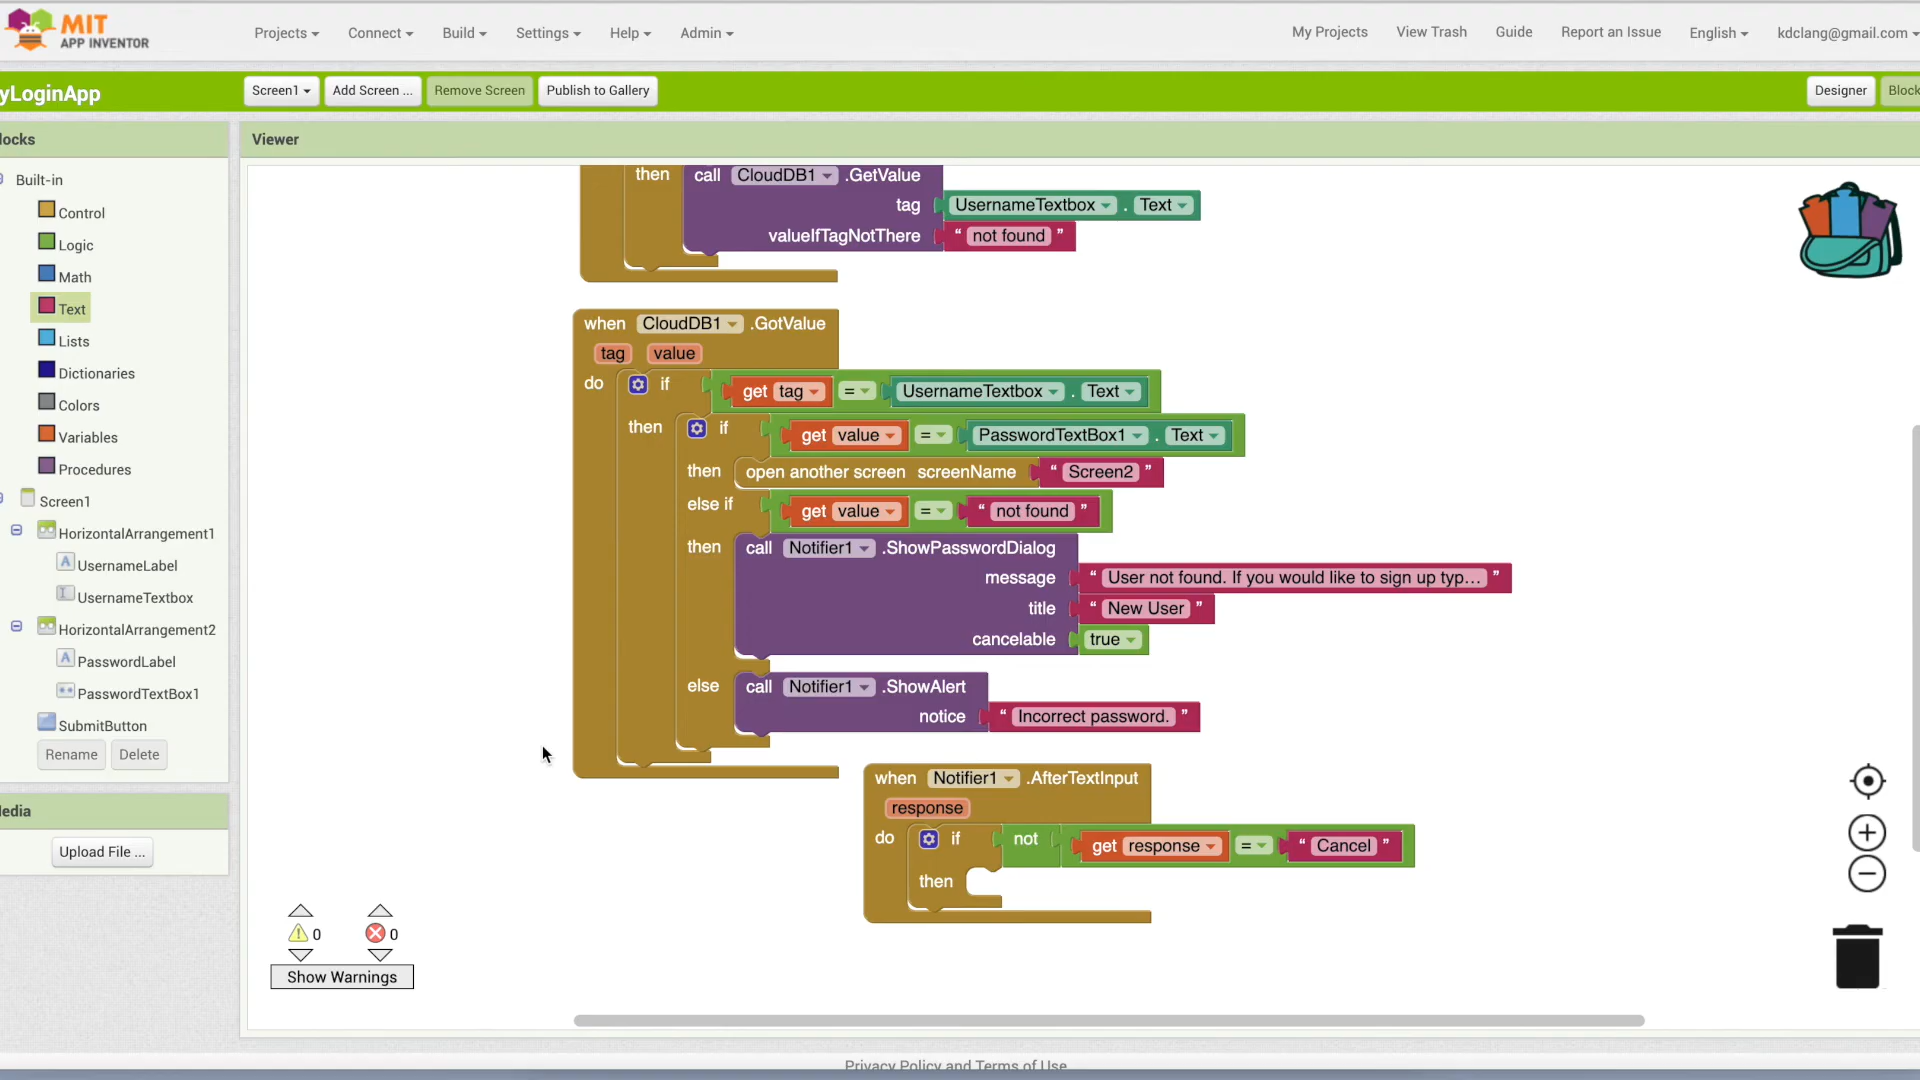 MIT
APP INVENTOR
Projects Connect Build Settings Help Admin My Projects View Trash Guide Report an Issue English kdclang@gmail.com
yLoginApp Screen1 Add Screen ... Remove Screen Publish to Gallery Designer Block
locks Viewer
Built-in
Control
Logic
Math
Text
Lists
Dictionaries
Colors
Variables
Procedures
Screen1
HorizontalArrangement1
UsernameLabel
UsernameTextbox
HorizontalArrangement2
PasswordLabel
PasswordTextBox1
SubmitButton
Rename Delete
edia
Upload File ...
then call CloudDB1 .GetValue
tag UsernameTextbox . Text
valueIfTagNotThere “ not found ”
when CloudDB1 .GotValue
tag value
do if get tag = UsernameTextbox . Text
then if get value = PasswordTextBox1 . Text
then open another screen screenName “ Screen2 ”
else if get value = “ not found ”
then call Notifier1 .ShowPasswordDialog
message “ User not found. If you would like to sign up typ... ”
title “ New User ”
cancelable true
else call Notifier1 .ShowAlert
notice “ Incorrect password. ”
when Notifier1 .AfterTextInput
response
do if not get response = “ Cancel ”
then
0 0
Show Warnings
Privacy Policy and Terms of Use